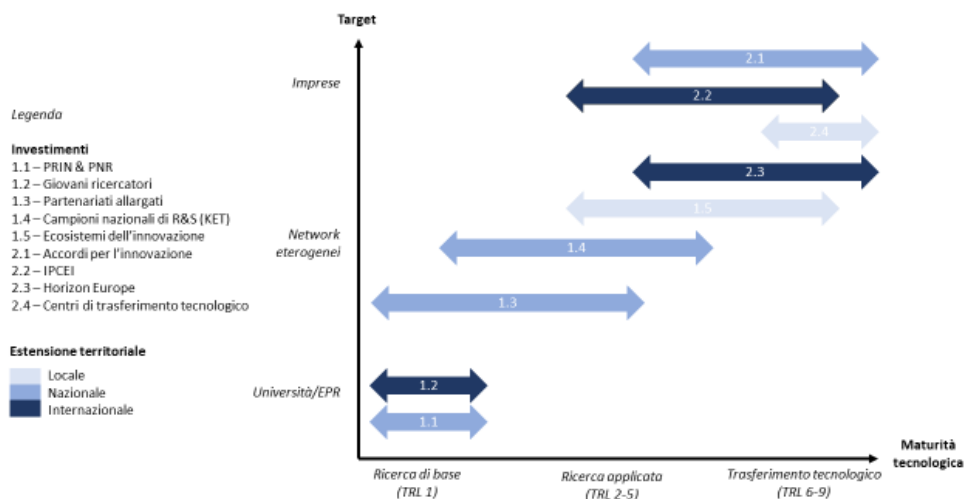 Target
Imprese
2.1
2.2
2.4
2.3
1.5
Network
eterogenei
1.4
1.3
Università/EPR
1.2
1.1
Legenda
Investimenti
1.1 – PRIN & PNR
1.2 – Giovani ricercatori
1.3 – Partenariati allargati
1.4 – Campioni nazionali di R&S (KET)
1.5 – Ecosistemi dell'innovazione
2.1 – Accordi per l'innovazione
2.2 – IPCEI
2.3 – Horizon Europe
2.4 – Centri di trasferimento tecnologico
Estensione territoriale
Locale
Nazionale
Internazionale
Maturità
tecnologica
Ricerca di base
(TRL 1)
Ricerca applicata
(TRL 2-5)
Trasferimento tecnologico
(TRL 6-9)